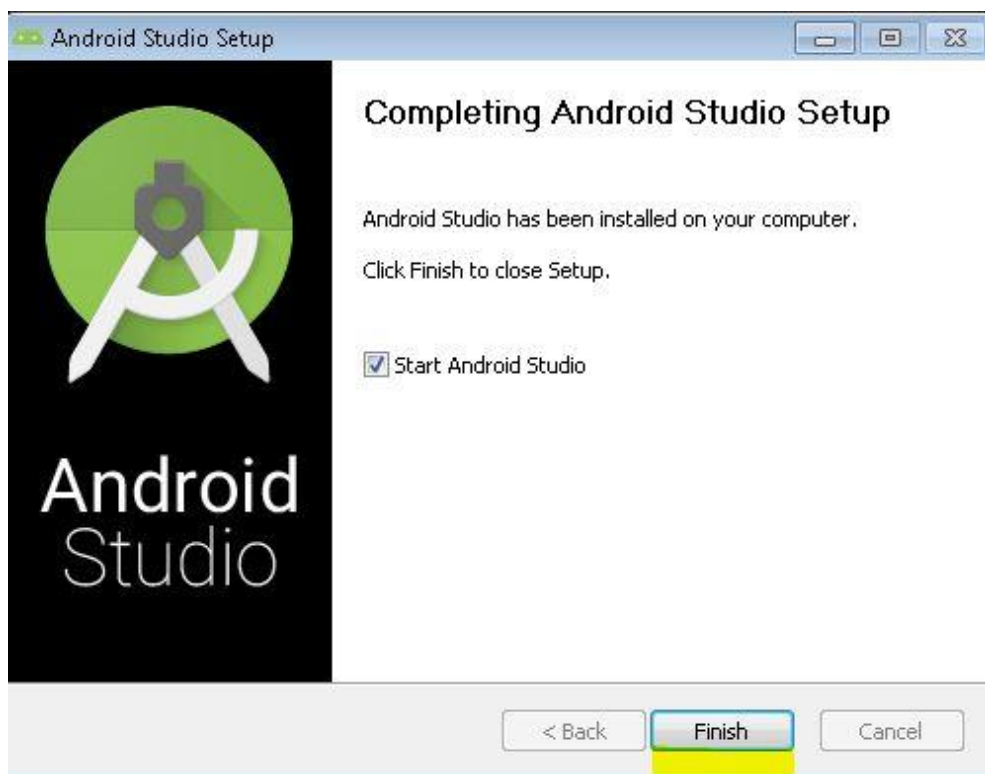 Android Studio Setup
Completing Android Studio Setup
Android Studio has been installed on your computer.
Click Finish to close Setup.
Start Android Studio
Android
Studio
< Back
Finish
Cancel